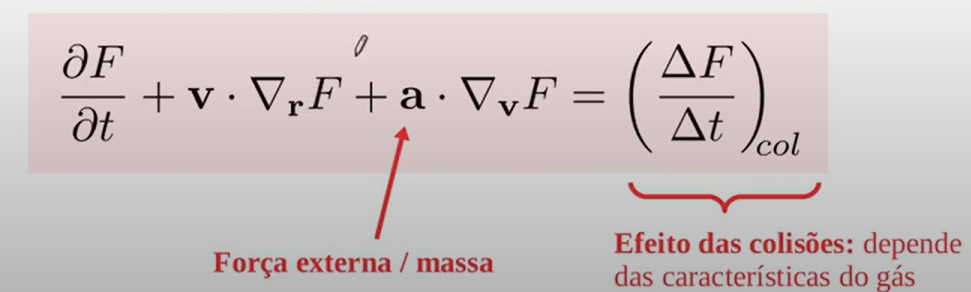 ∂F/∂t + v · ∇_r F + a · ∇_v F = (ΔF/Δt)_col
Força externa / massa
Efeito das colisões: depende
das características do gás